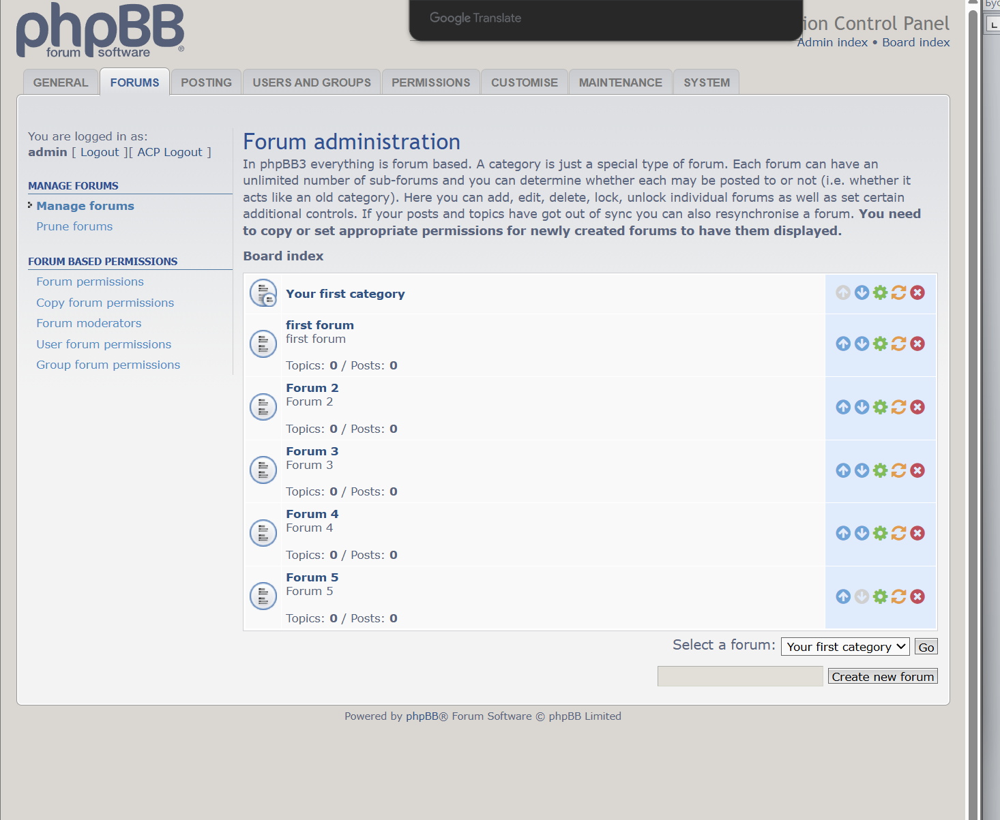 phpBB
forum software ®
Google Translate
ion Control Panel
Admin index • Board index
GENERAL
FORUMS
POSTING
USERS AND GROUPS
PERMISSIONS
CUSTOMISE
MAINTENANCE
SYSTEM
You are logged in as:
admin [ Logout ][ ACP Logout ]
MANAGE FORUMS
Manage forums
Prune forums
FORUM BASED PERMISSIONS
Forum permissions
Copy forum permissions
Forum moderators
User forum permissions
Group forum permissions
Forum administration
In phpBB3 everything is forum based. A category is just a special type of forum. Each forum can have an
unlimited number of sub-forums and you can determine whether each may be posted to or not (i.e. whether it
acts like an old category). Here you can add, edit, delete, lock, unlock individual forums as well as set certain
additional controls. If your posts and topics have got out of sync you can also resynchronise a forum. You need
to copy or set appropriate permissions for newly created forums to have them displayed.
Board index
Your first category
first forum
first forum
Topics: 0 / Posts: 0
Forum 2
Forum 2
Topics: 0 / Posts: 0
Forum 3
Forum 3
Topics: 0 / Posts: 0
Forum 4
Forum 4
Topics: 0 / Posts: 0
Forum 5
Forum 5
Topics: 0 / Posts: 0
Select a forum: Your first category Go
Create new forum
Powered by phpBB® Forum Software © phpBB Limited